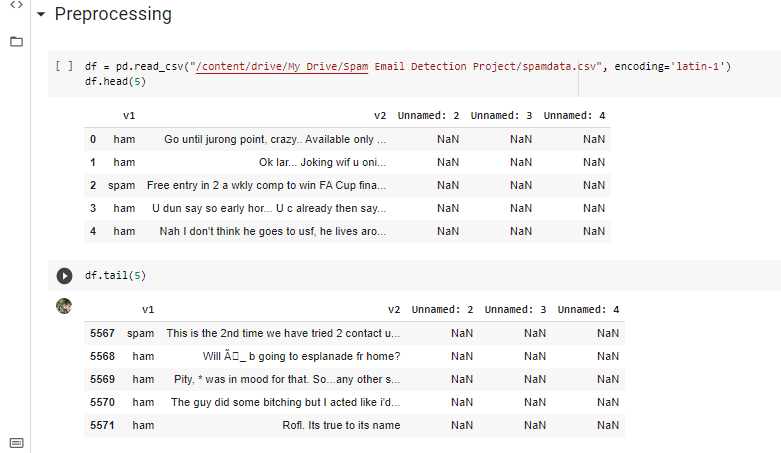 Preprocessing
[ ] df = pd.read_csv("/content/drive/My Drive/Spam Email Detection Project/spamdata.csv", encoding='latin-1')
df.head(5)
v1 v2 Unnamed: 2 Unnamed: 3 Unnamed: 4
0 ham Go until jurong point, crazy.. Available only ... NaN NaN NaN
1 ham Ok lar... Joking wif u oni... NaN NaN NaN
2 spam Free entry in 2 a wkly comp to win FA Cup fina... NaN NaN NaN
3 ham U dun say so early hor... U c already then say... NaN NaN NaN
4 ham Nah I don't think he goes to usf, he lives aro... NaN NaN NaN
df.tail(5)
v1 v2 Unnamed: 2 Unnamed: 3 Unnamed: 4
5567 spam This is the 2nd time we have tried 2 contact u... NaN NaN NaN
5568 ham Will Ã_ b going to esplanade fr home? NaN NaN NaN
5569 ham Pity, * was in mood for that. So...any other s... NaN NaN NaN
5570 ham The guy did some bitching but I acted like i'd... NaN NaN NaN
5571 ham Rofl. Its true to its name NaN NaN NaN